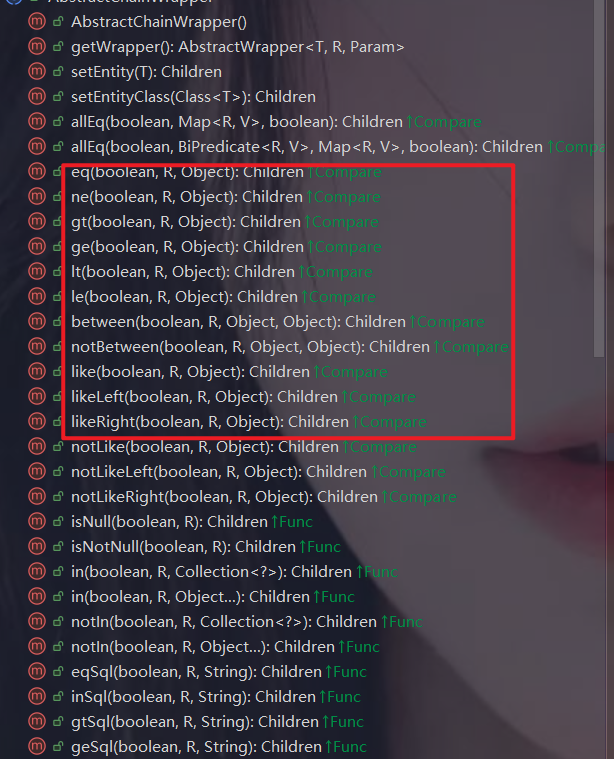 AbstractChainWrapper
AbstractChainWrapper()
getWrapper(): AbstractWrapper<T, R, Param>
setEntity(T): Children
setEntityClass(Class<T>): Children
allEq(boolean, Map<R, V>, boolean): Children ↑Compare
allEq(boolean, BiPredicate<R, V>, Map<R, V>, boolean): Children ↑Compa
eq(boolean, R, Object): Children ↑Compare
ne(boolean, R, Object): Children ↑Compare
gt(boolean, R, Object): Children ↑Compare
ge(boolean, R, Object): Children ↑Compare
lt(boolean, R, Object): Children ↑Compare
le(boolean, R, Object): Children ↑Compare
between(boolean, R, Object, Object): Children ↑Compare
notBetween(boolean, R, Object, Object): Children ↑Compare
like(boolean, R, Object): Children ↑Compare
likeLeft(boolean, R, Object): Children ↑Compare
likeRight(boolean, R, Object): Children ↑Compare
notLike(boolean, R, Object): Children ↑Compare
notLikeLeft(boolean, R, Object): Children ↑Compare
notLikeRight(boolean, R, Object): Children ↑Compare
isNull(boolean, R): Children ↑Func
isNotNull(boolean, R): Children ↑Func
in(boolean, R, Collection<?>): Children ↑Func
in(boolean, R, Object...): Children ↑Func
notIn(boolean, R, Collection<?>): Children ↑Func
notIn(boolean, R, Object...): Children ↑Func
eqSql(boolean, R, String): Children ↑Func
inSql(boolean, R, String): Children ↑Func
gtSql(boolean, R, String): Children ↑Func
geSql(boolean, R, String): Children ↑Func